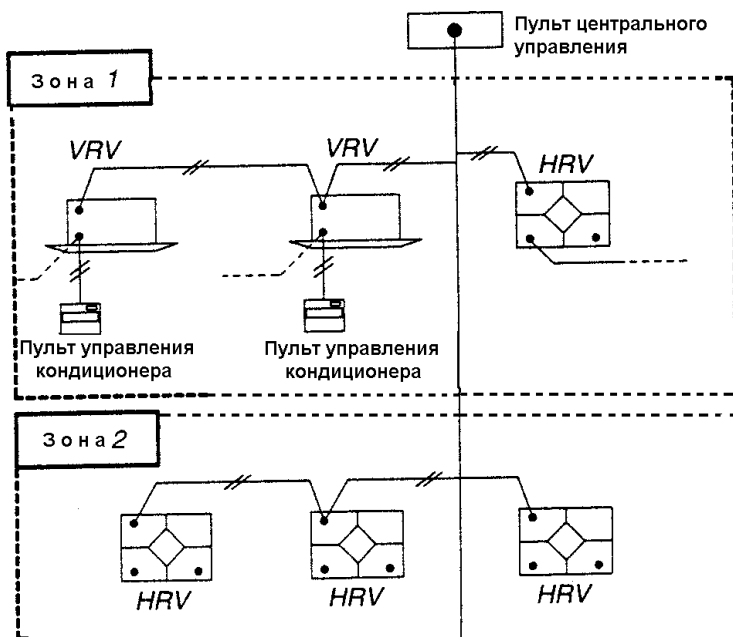 Пульт центрального
управления
Зона 1
VRV
VRV
HRV
Пульт управления
кондиционера
Пульт управления
кондиционера
Зона 2
HRV
HRV
HRV